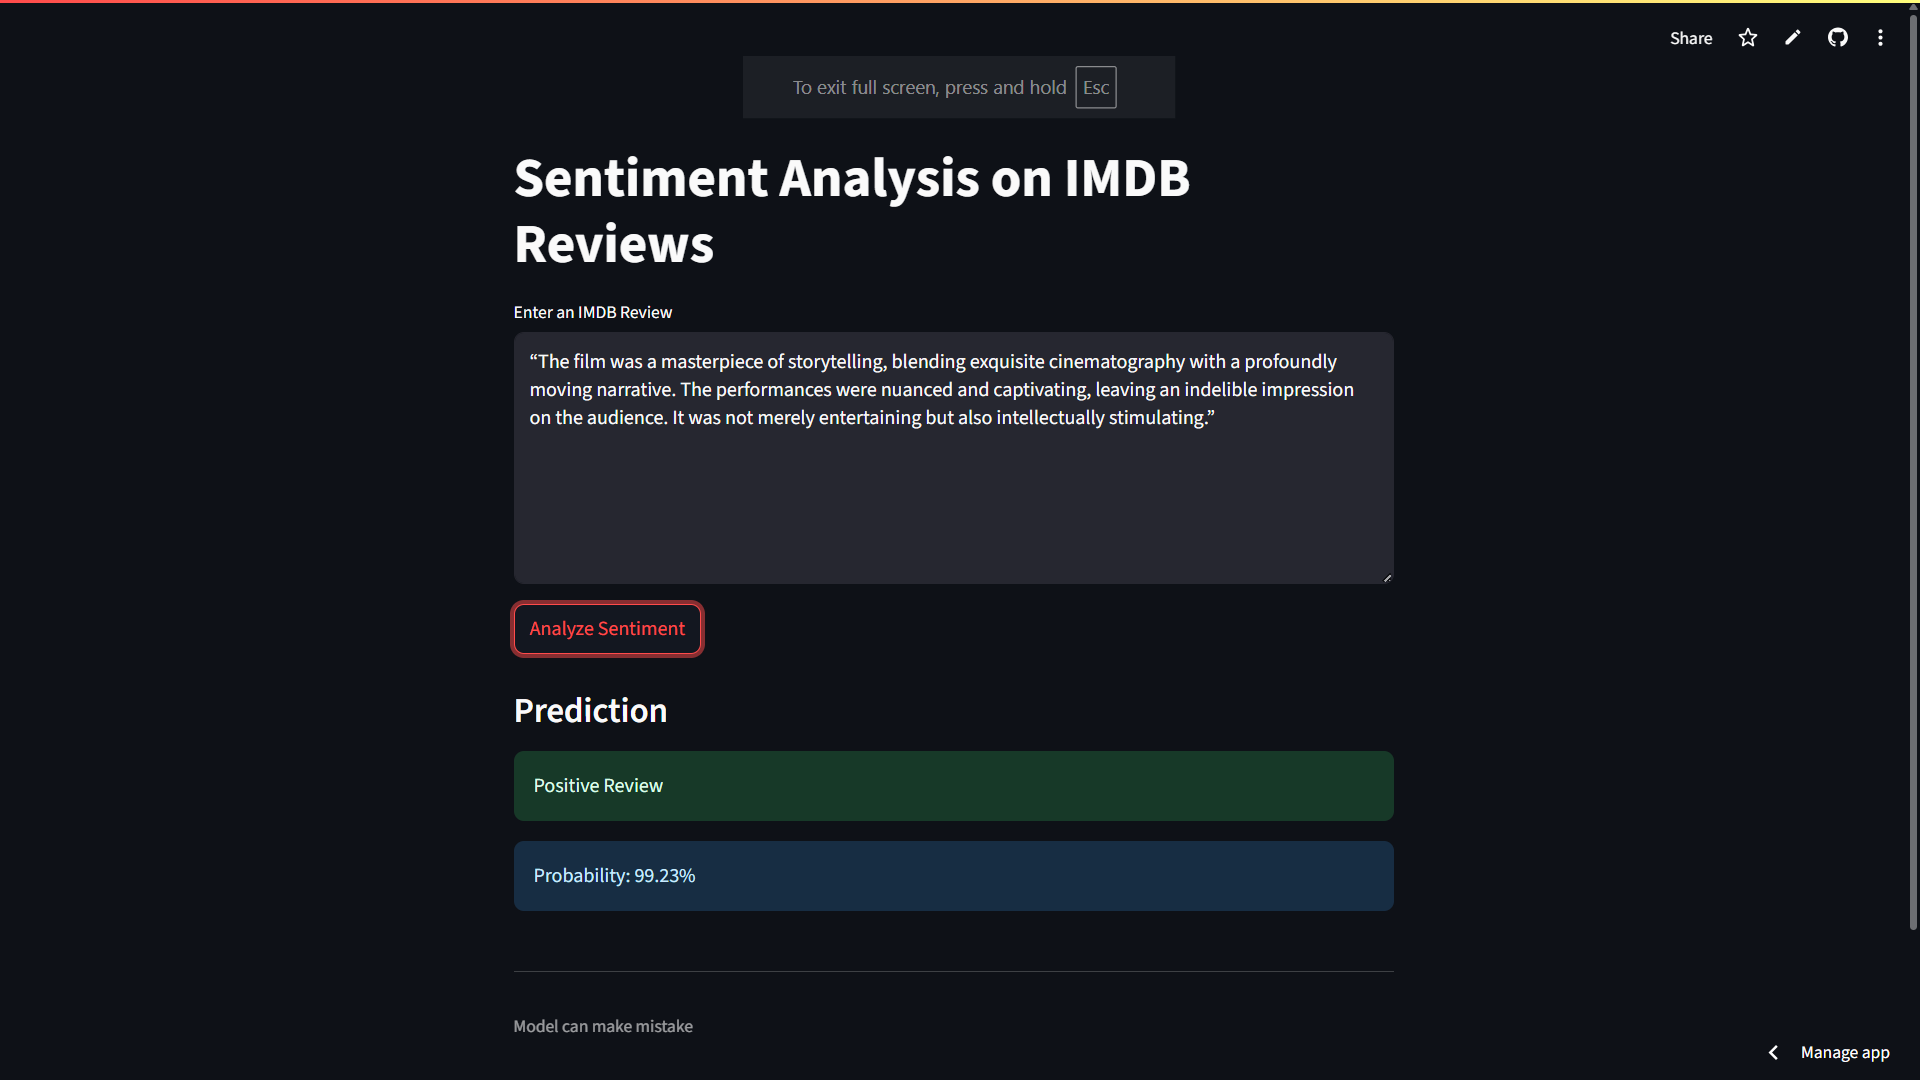 Share
To exit full screen, press and hold Esc
Sentiment Analysis on IMDB
Reviews
Enter an IMDB Review
“The film was a masterpiece of storytelling, blending exquisite cinematography with a profoundly
moving narrative. The performances were nuanced and captivating, leaving an indelible impression
on the audience. It was not merely entertaining but also intellectually stimulating.”
Analyze Sentiment
Prediction
Positive Review
Probability: 99.23%
Model can make mistake
Manage app